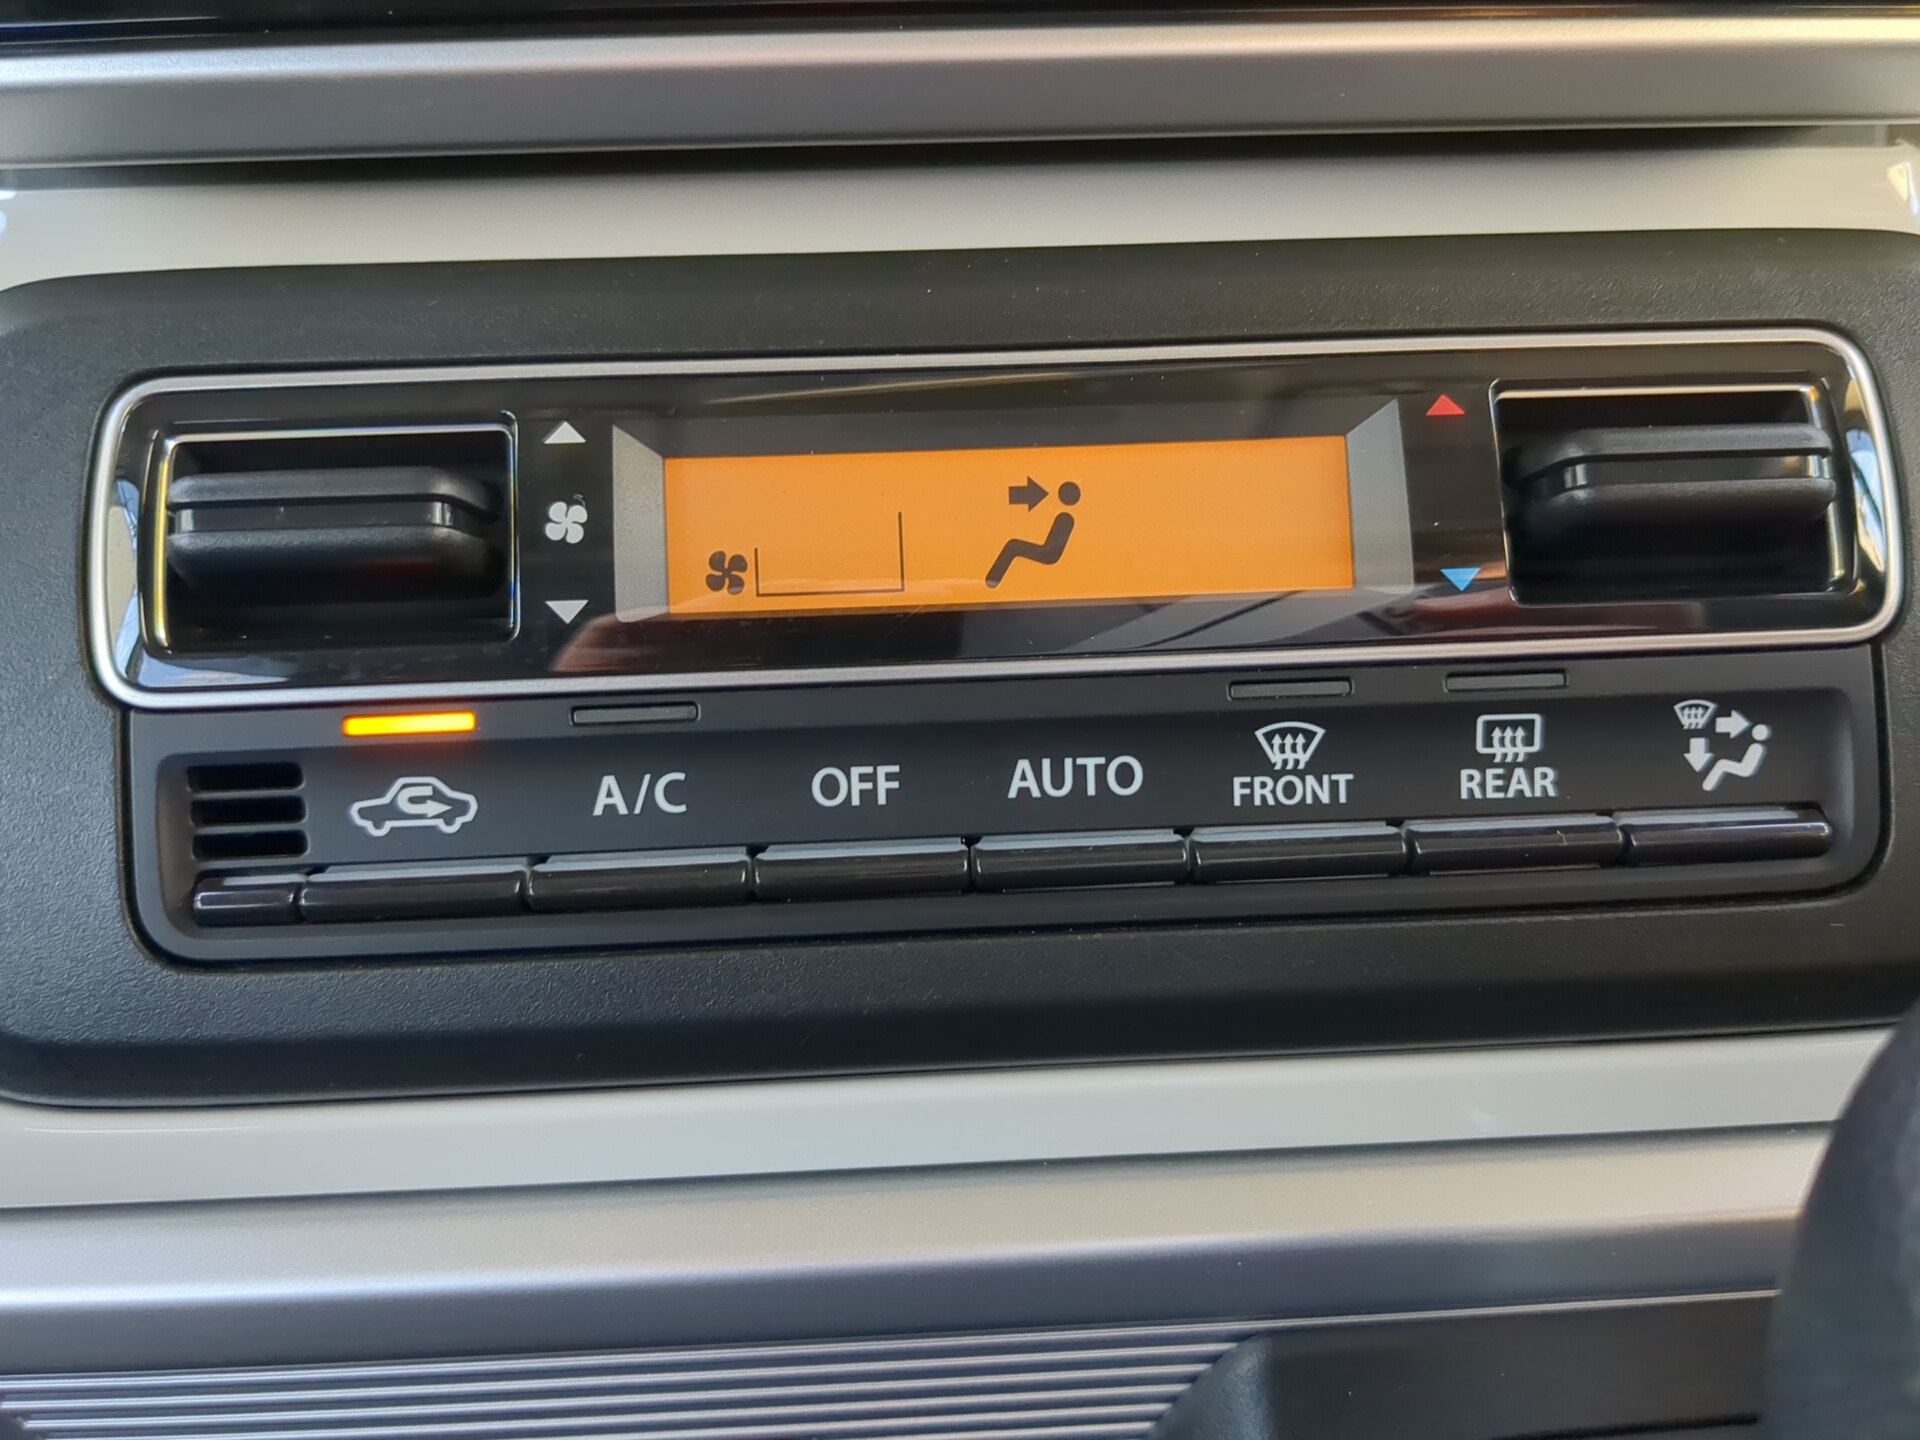 A/C
OFF
AUTO
FRONT
REAR